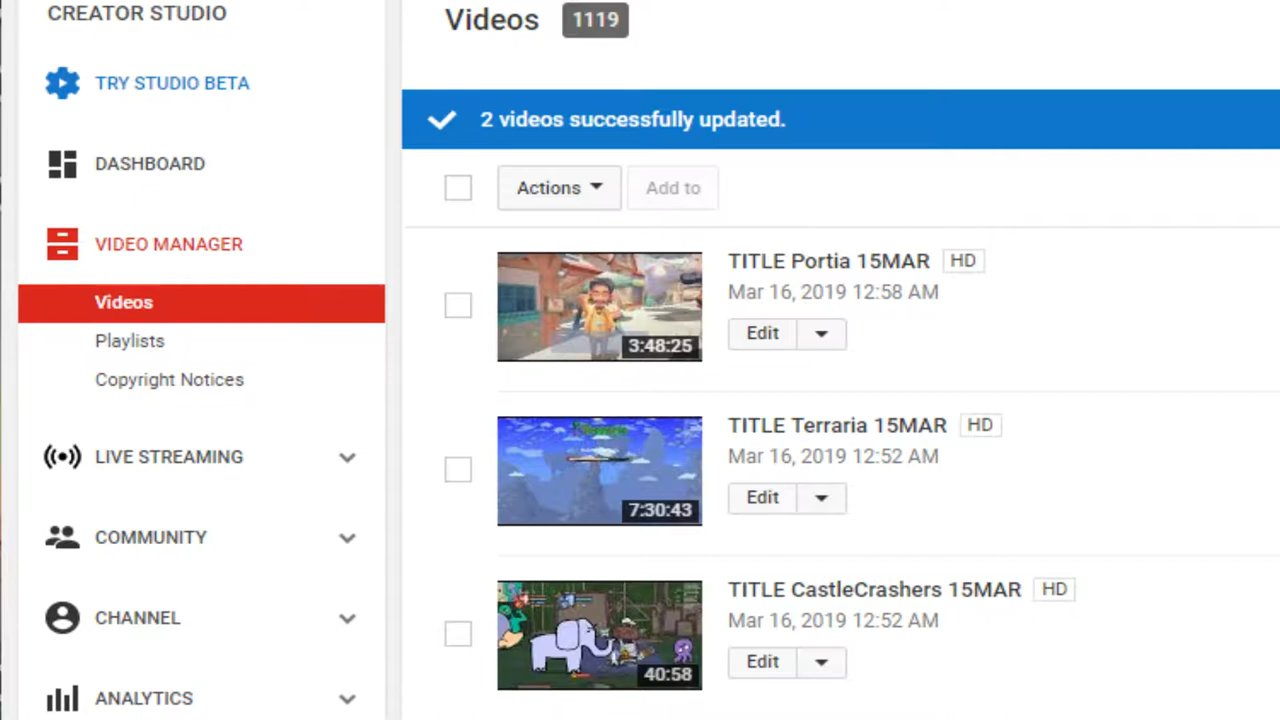 CREATOR STUDIO
TRY STUDIO BETA
DASHBOARD
VIDEO MANAGER
Videos
Playlists
Copyright Notices
LIVE STREAMING
COMMUNITY
CHANNEL
ANALYTICS
Videos 1119
2 videos successfully updated.
Actions Add to
TITLE Portia 15MAR HD
Mar 16, 2019 12:58 AM
Edit
3:48:25
TITLE Terraria 15MAR HD
Mar 16, 2019 12:52 AM
Edit
7:30:43
TITLE CastleCrashers 15MAR HD
Mar 16, 2019 12:52 AM
Edit
40:58